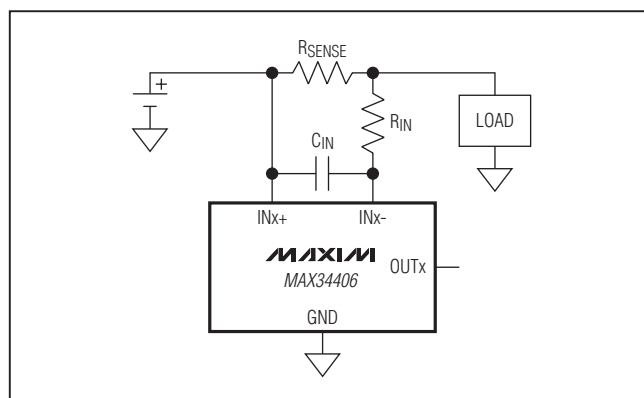 RSENSE
+
RIN
LOAD
CIN
INx+
INx-
MAXIM
OUTx
MAX34406
GND